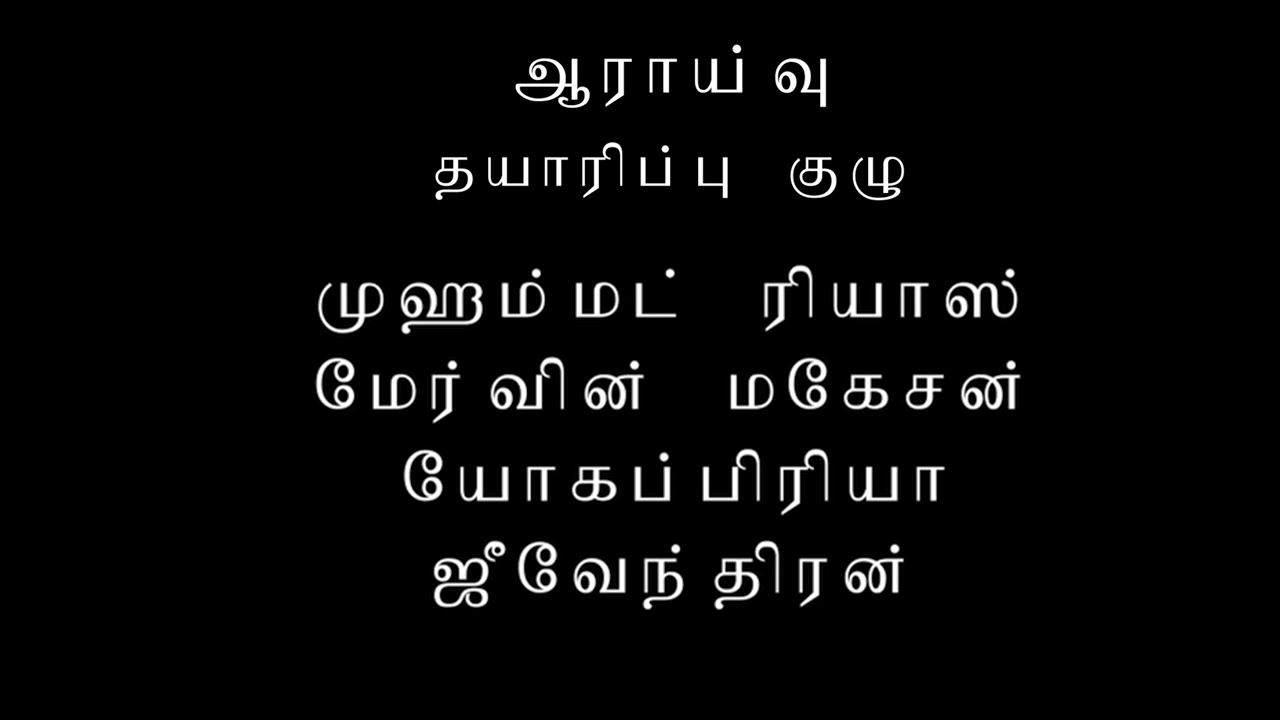 ஆராய்வு
தயாரிப்பு குழு
முஹம்மட் ரியாஸ்
மேர்வின் மகேசன்
யோகப்பிரியா
ஜீவேந்திரன்